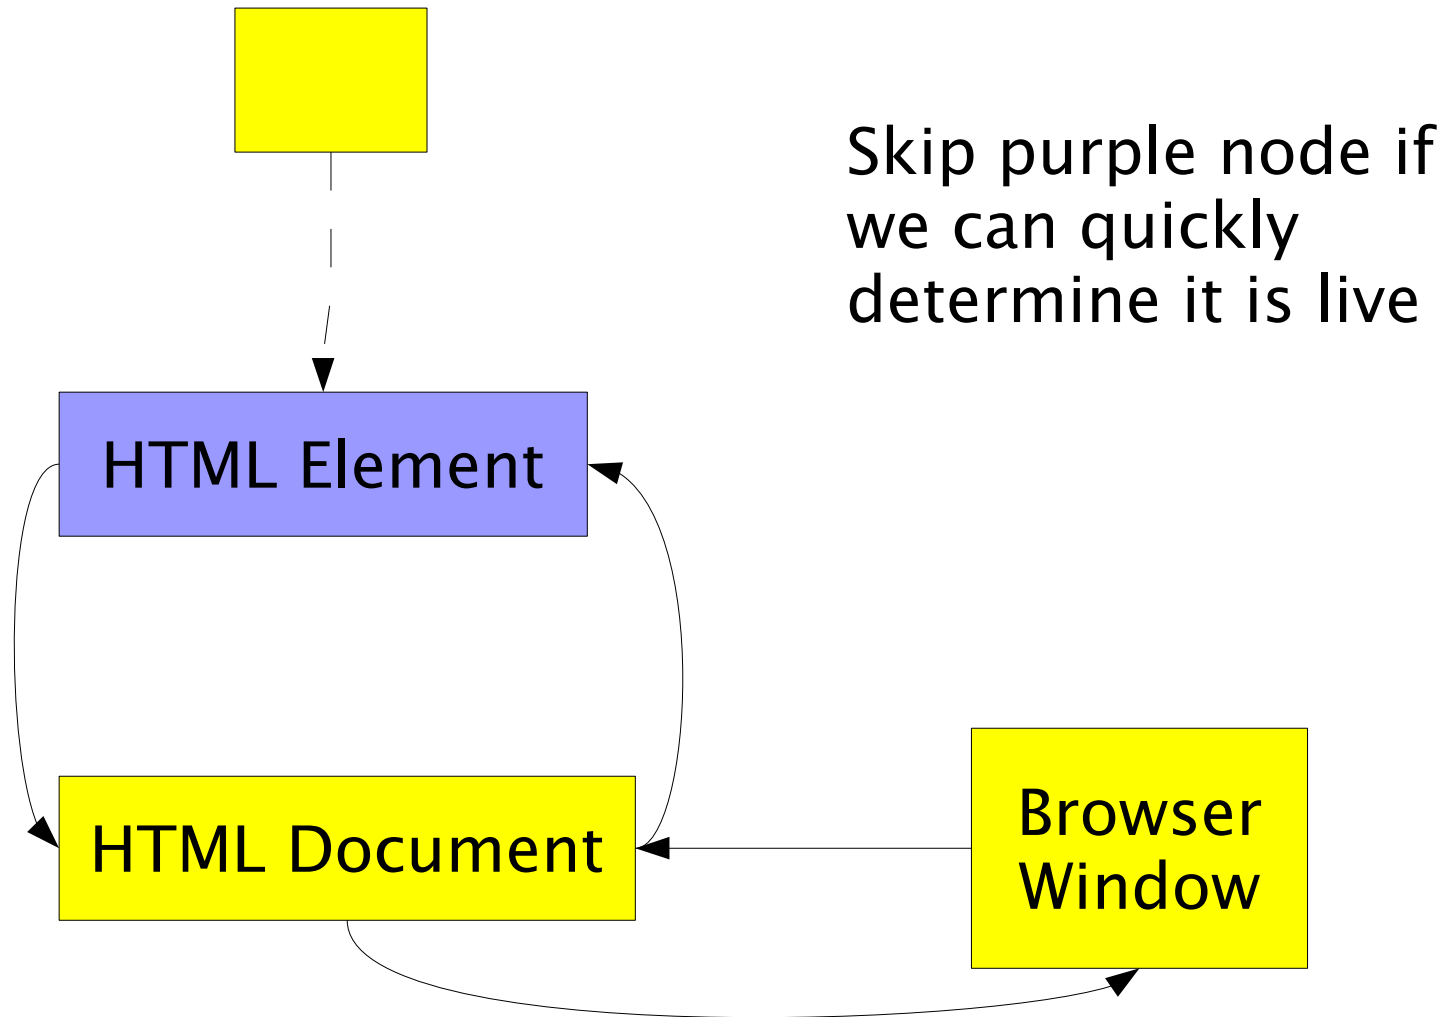 Skip purple node if
we can quickly
determine it is live
HTML Element
HTML Document
Browser
Window